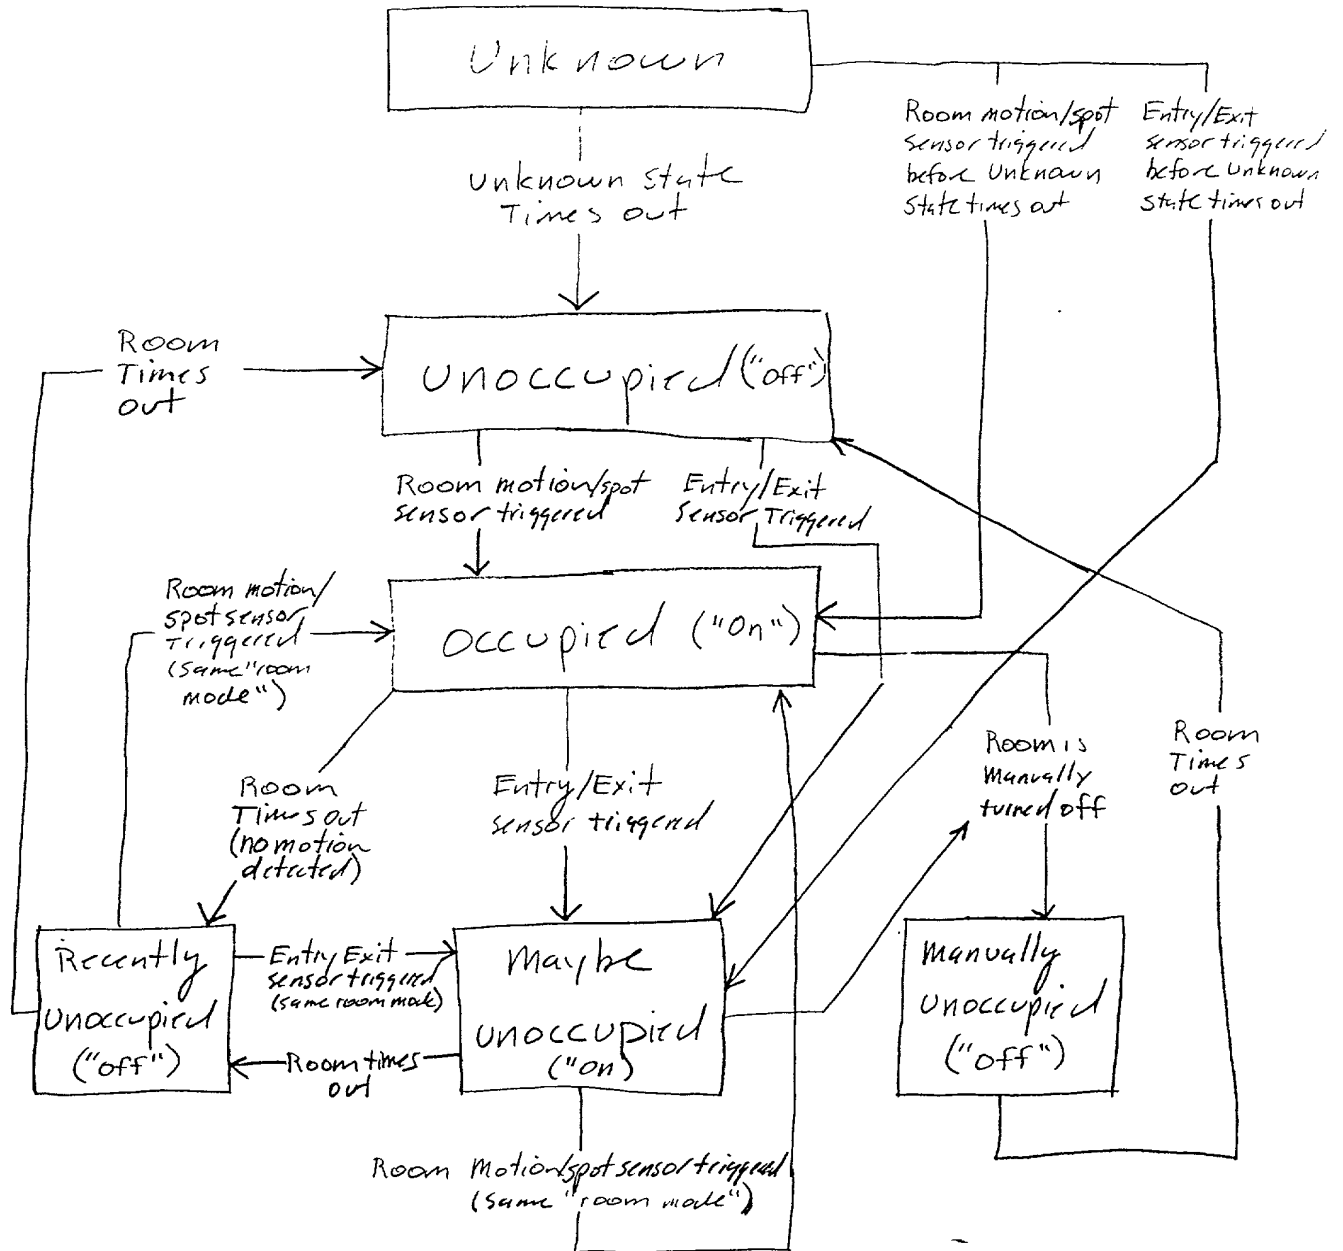 Unknown
Room motion/spot
sensor triggered
before Unknown
State times out
Entry/Exit
sensor triggered
before Unknown
State times out
Unknown State
Times out
Room
Times
out
Unoccupied ("Off")
Room motion/spot
sensor triggered
Entry/Exit
Sensor Triggered
Room motion/
spot sensor
Triggered
(same "room
mode")
Occupied ("On")
Room
Times out
(no motion
detected)
Entry/Exit
sensor triggered
Room is
Manually
turned off
Room
Times
out
Recently
Unoccupied
("Off")
Entry/Exit
sensor triggered
(same room mode)
Room times
out
Maybe
Unoccupied
("On)
Manually
Unoccupied
("Off")
Room Motion/spot sensor triggered
(Same "room mode")